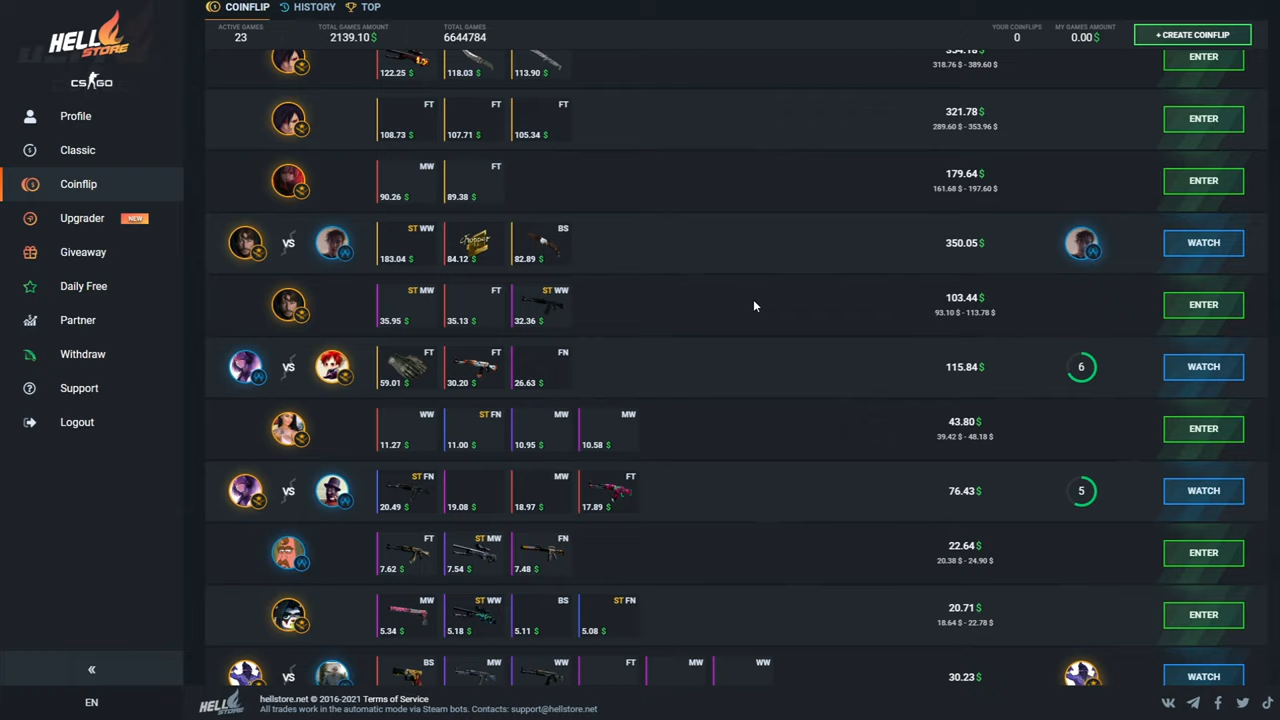 COINFLIP HISTORY TOP
HELL STORE
CS GO
ACTIVE GAMES
23
TOTAL GAMES AMOUNT
2139.10 $
TOTAL GAMES
6644784
YOUR COINFLIPS
0
MY GAMES AMOUNT
0.00 $
+ CREATE COINFLIP
Profile
Classic
Coinflip
Upgrader NEW
Giveaway
Daily Free
Partner
Withdraw
Support
Logout
«
EN
122.25 $ 118.03 $ 113.90 $
318.76 $ - 389.60 $
ENTER
FT FT FT
108.73 $ 107.71 $ 105.34 $
321.78 $
289.60 $ - 353.96 $
ENTER
MW FT
90.26 $ 89.38 $
179.64 $
161.68 $ - 197.60 $
ENTER
VS
ST WW BS
183.04 $ 84.12 $ 82.89 $
350.05 $
WATCH
ST MW FT ST WW
35.95 $ 35.13 $ 32.36 $
103.44 $
93.10 $ - 113.78 $
ENTER
VS
FT FT FN
59.01 $ 30.20 $ 26.63 $
115.84 $
6
WATCH
WW ST FN MW MW
11.27 $ 11.00 $ 10.95 $ 10.58 $
43.80 $
39.42 $ - 48.18 $
ENTER
VS
ST FN MW FT
20.49 $ 19.08 $ 18.97 $ 17.89 $
76.43 $
5
WATCH
FT ST MW FN
7.62 $ 7.54 $ 7.48 $
22.64 $
20.38 $ - 24.90 $
ENTER
MW ST WW BS ST FN
5.34 $ 5.18 $ 5.11 $ 5.08 $
20.71 $
18.64 $ - 22.78 $
ENTER
VS
BS MW WW FT MW WW
30.23 $
WATCH
HELL STORE
hellstore.net © 2016-2021 Terms of Service
All trades work in the automatic mode via Steam bots. Contacts: support@hellstore.net